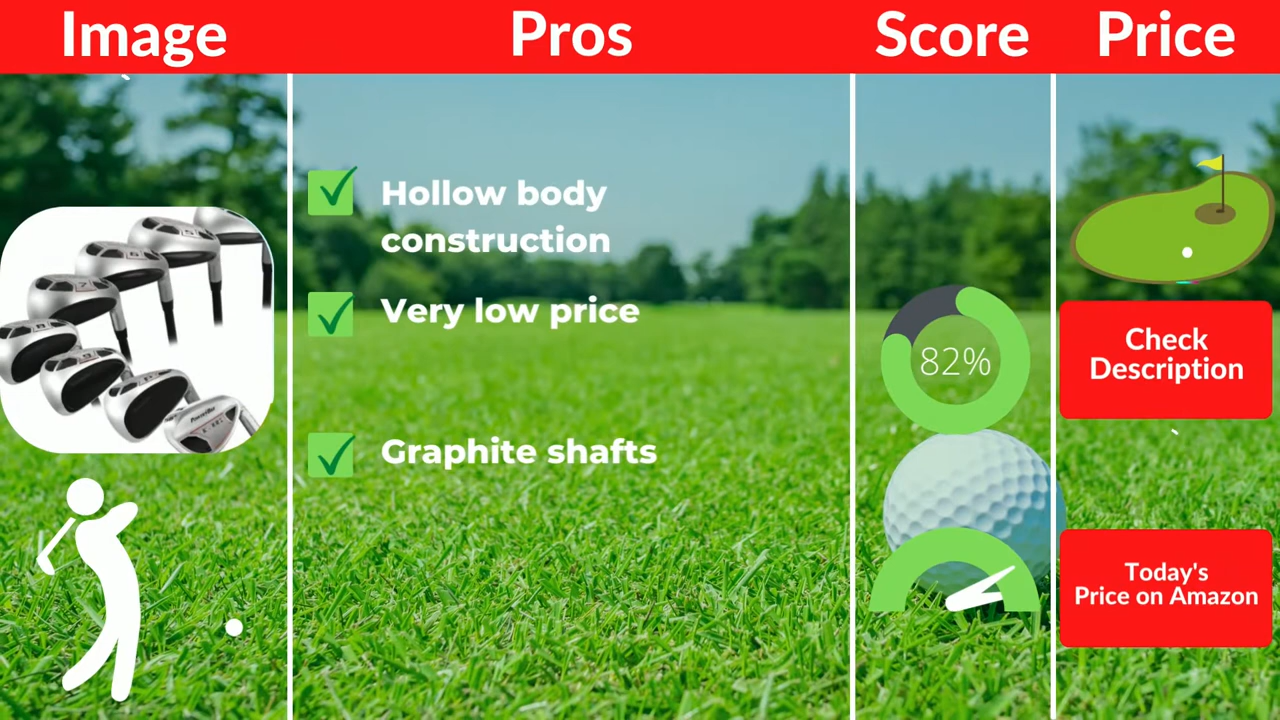 Image
Pros
Score
Price
Hollow body
construction
Very low price
Graphite shafts
82%
Check
Description
Today's
Price on Amazon